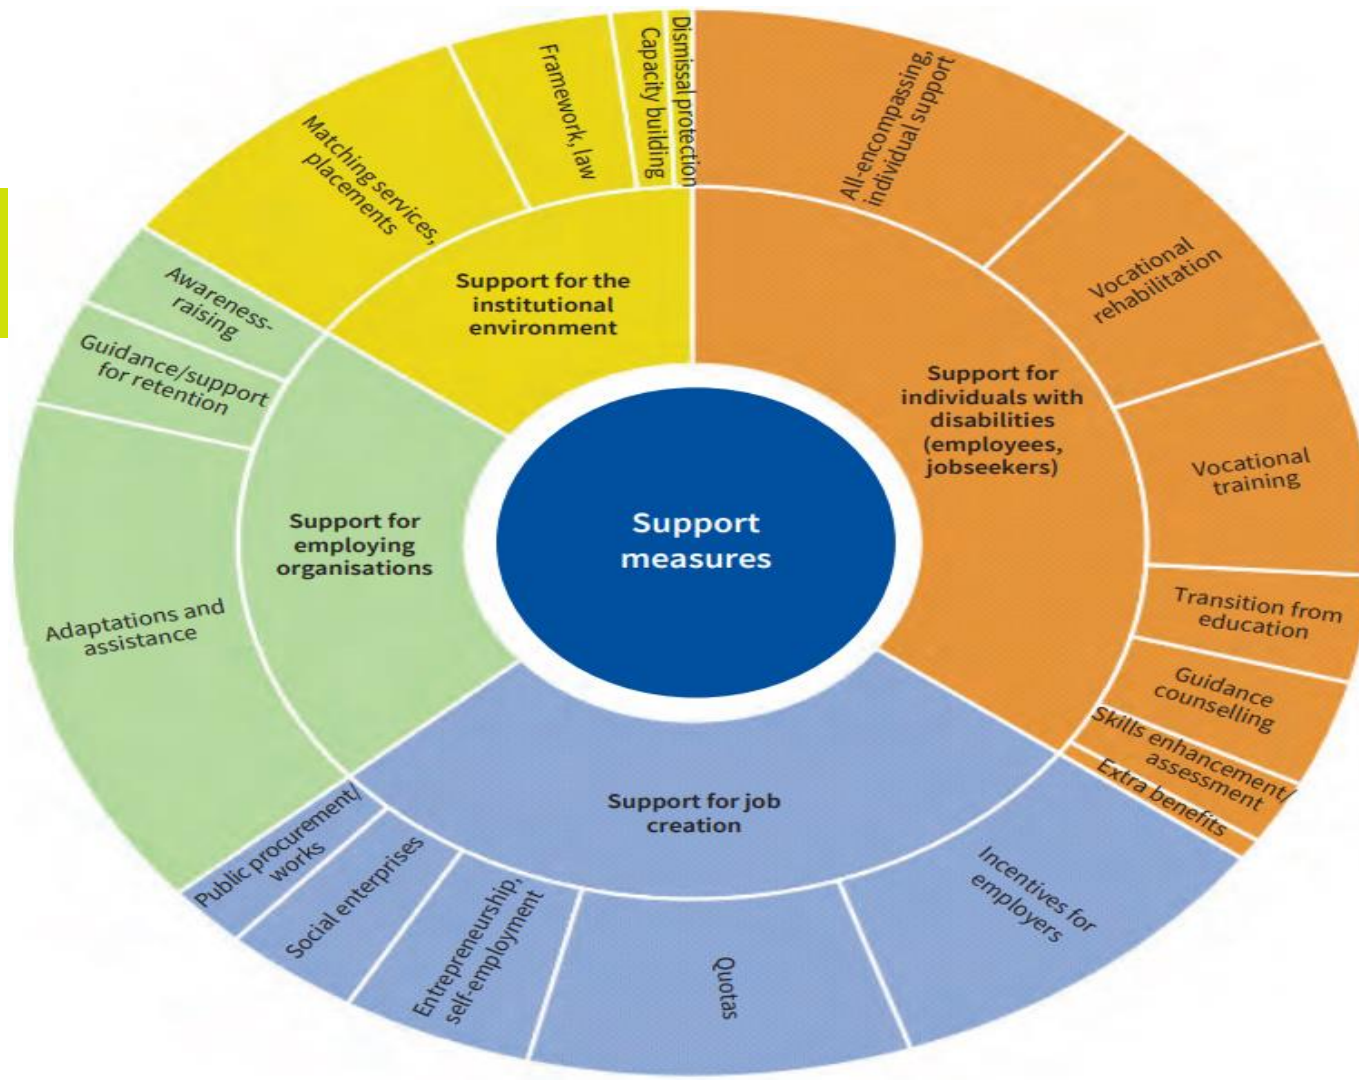 Support
measures
Support for
individuals with
disabilities
(employees,
jobseekers)
All-encompassing,
individual support
Vocational
rehabilitation
Vocational
training
Transition from
education
Guidance
counselling
Skills enhancement/
assessment
Extra benefits
Support for job
creation
Incentives for
employers
Quotas
Entrepreneurship,
self-employment
Social enterprises
Public procurement/
works
Support for
employing
organisations
Adaptations and
assistance
Guidance/support
for retention
Awareness-
raising
Support for the
institutional
environment
Matching services,
placements
Framework, law
Capacity building
Dismissal protection